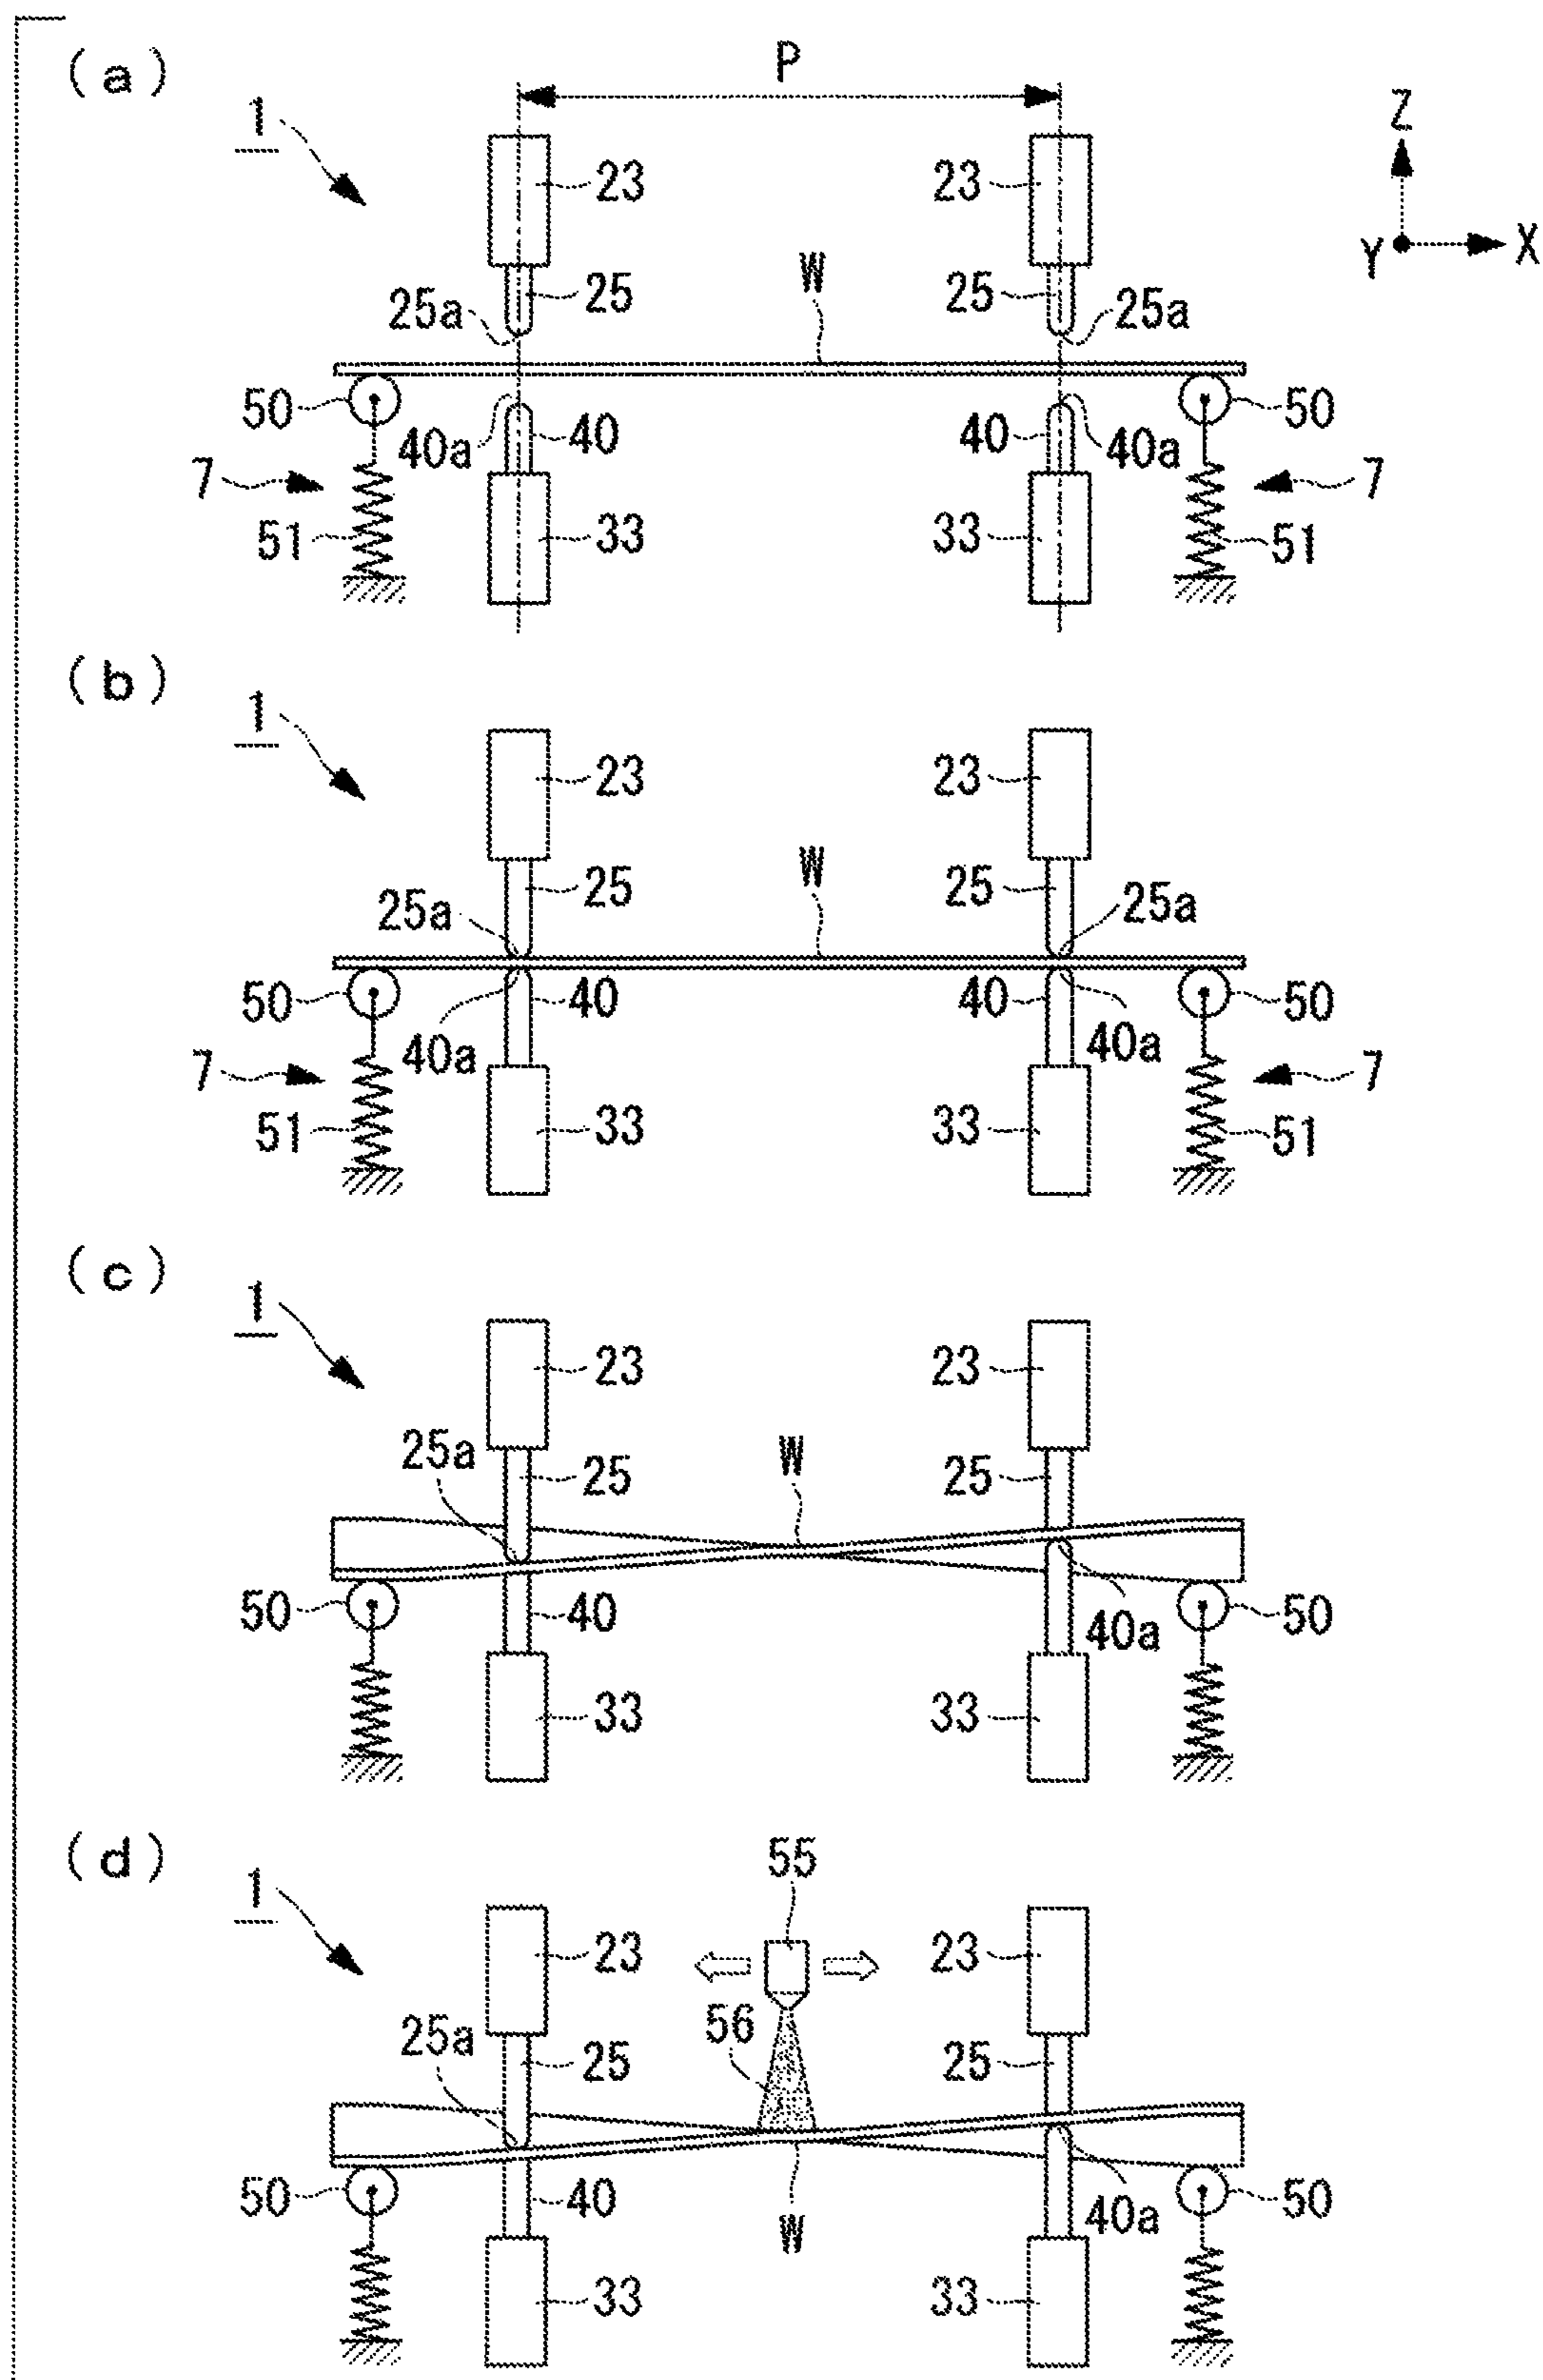 (a)
P
1
Z
23 23
Y X
W
25a 25 25 25a
50 50
40a 40 40 40a
7 7
51 33 33 51
(b)
1
23 23
W
25a 25 25 25a
50 40 40 50
40a 40a
7 7
51 33 33 51
(c)
1
23 23
25a W
25 25
50 40 40a 50
33 33
(d)
55
1
23 23
25a 56
25 25
50 40 40a 50
W
33 33